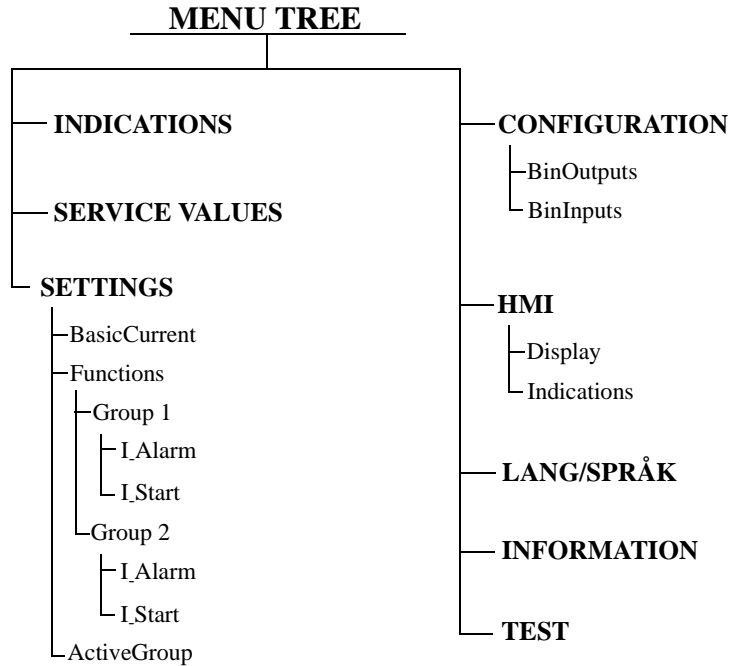 MENU TREE
INDICATIONS
SERVICE VALUES
SETTINGS
BasicCurrent
Functions
Group 1
I_Alarm
I_Start
Group 2
I_Alarm
I_Start
ActiveGroup
CONFIGURATION
BinOutputs
BinInputs
HMI
Display
Indications
LANG/SPRÅK
INFORMATION
TEST